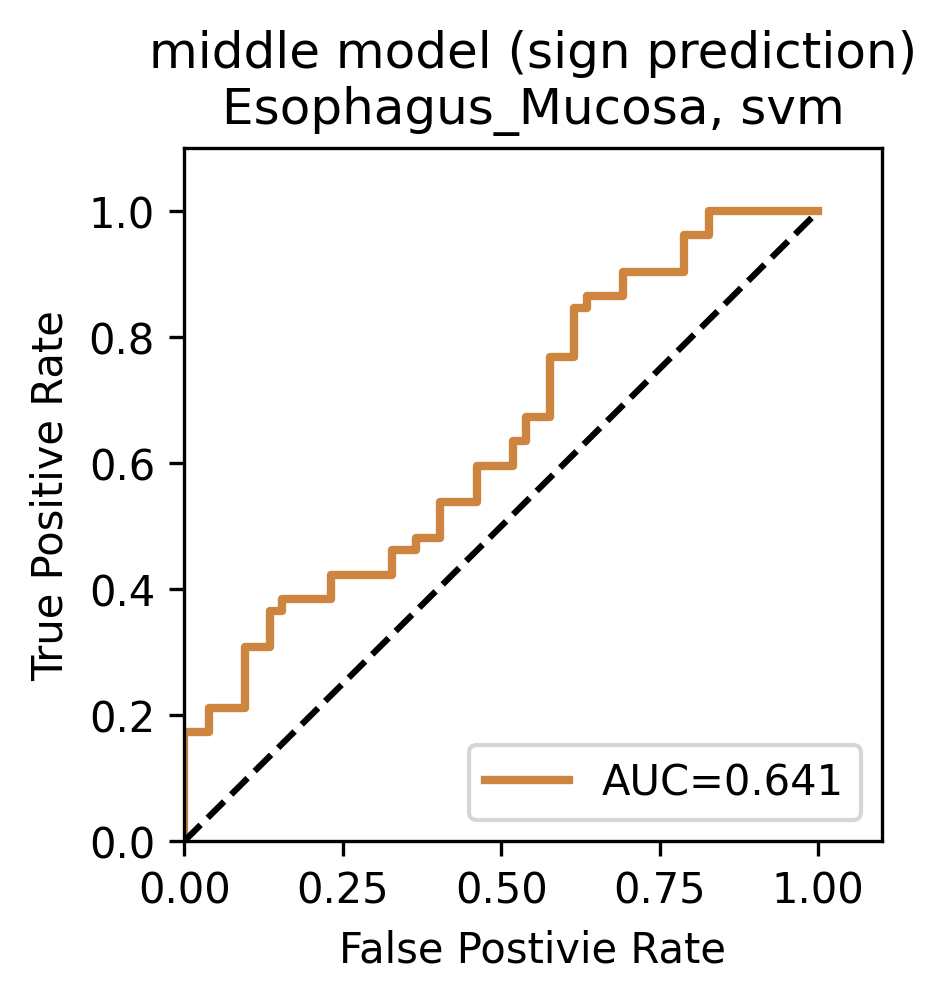 middle model (sign prediction)
Esophagus_Mucosa, svm
True Positive Rate
1.0
0.8
0.6
0.4
0.2
0.0
AUC=0.641
0.00 0.25 0.50 0.75 1.00
False Postivie Rate